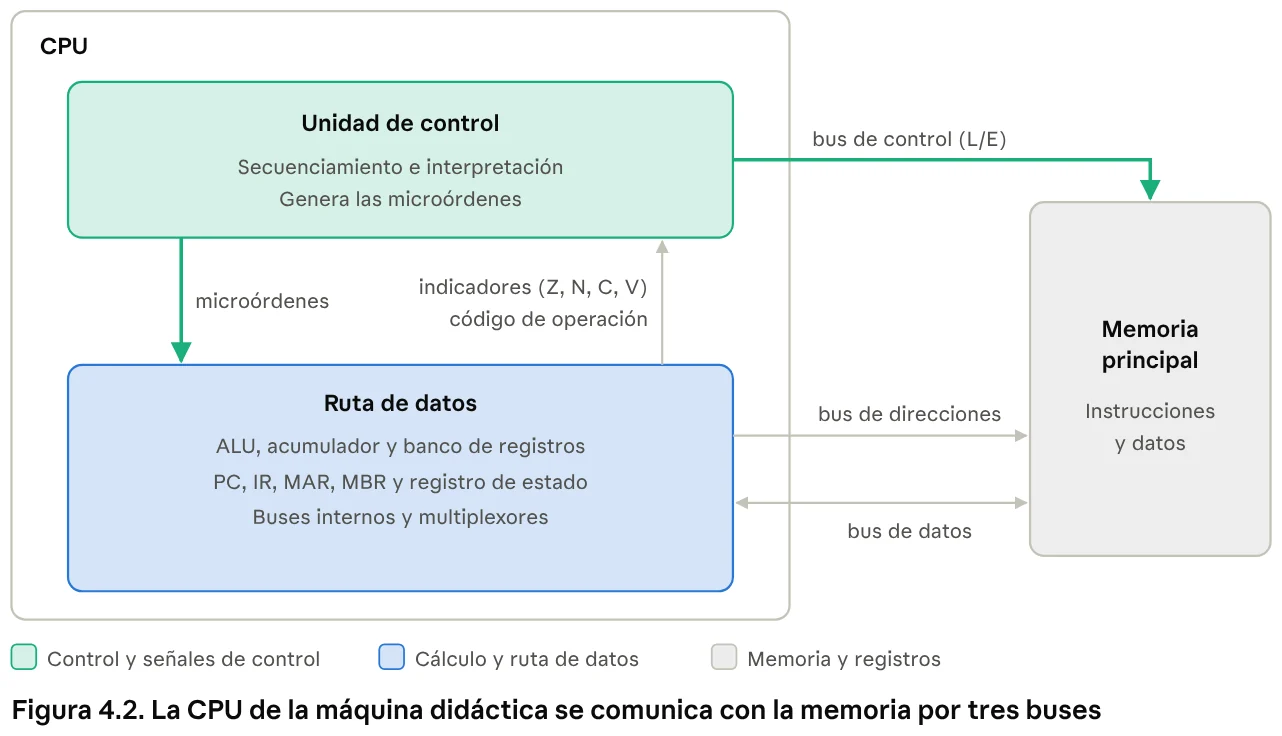 CPU
Unidad de control
Secuenciamiento e interpretación
Genera las microórdenes
bus de control (L/E)
microórdenes
indicadores (Z, N, C, V)
código de operación
Memoria
principal
Instrucciones
y datos
Ruta de datos
ALU, acumulador y banco de registros
PC, IR, MAR, MBR y registro de estado
Buses internos y multiplexores
bus de direcciones
bus de datos
Control y señales de control
Cálculo y ruta de datos
Memoria y registros
Figura 4.2. La CPU de la máquina didáctica se comunica con la memoria por tres buses